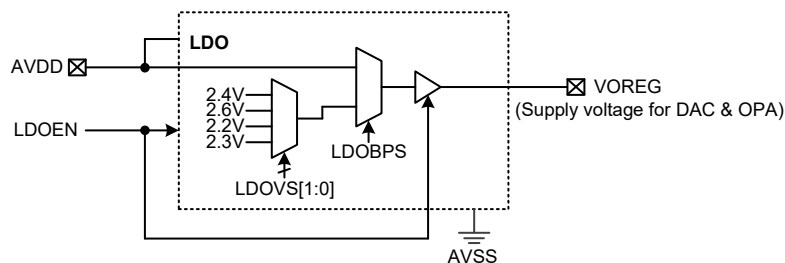 LDO
AVDD
VOREG
(Supply voltage for DAC & OPA)
2.4V
2.6V
2.2V
2.3V
LDOEN
LDOBPS
LDOVS[1:0]
AVSS